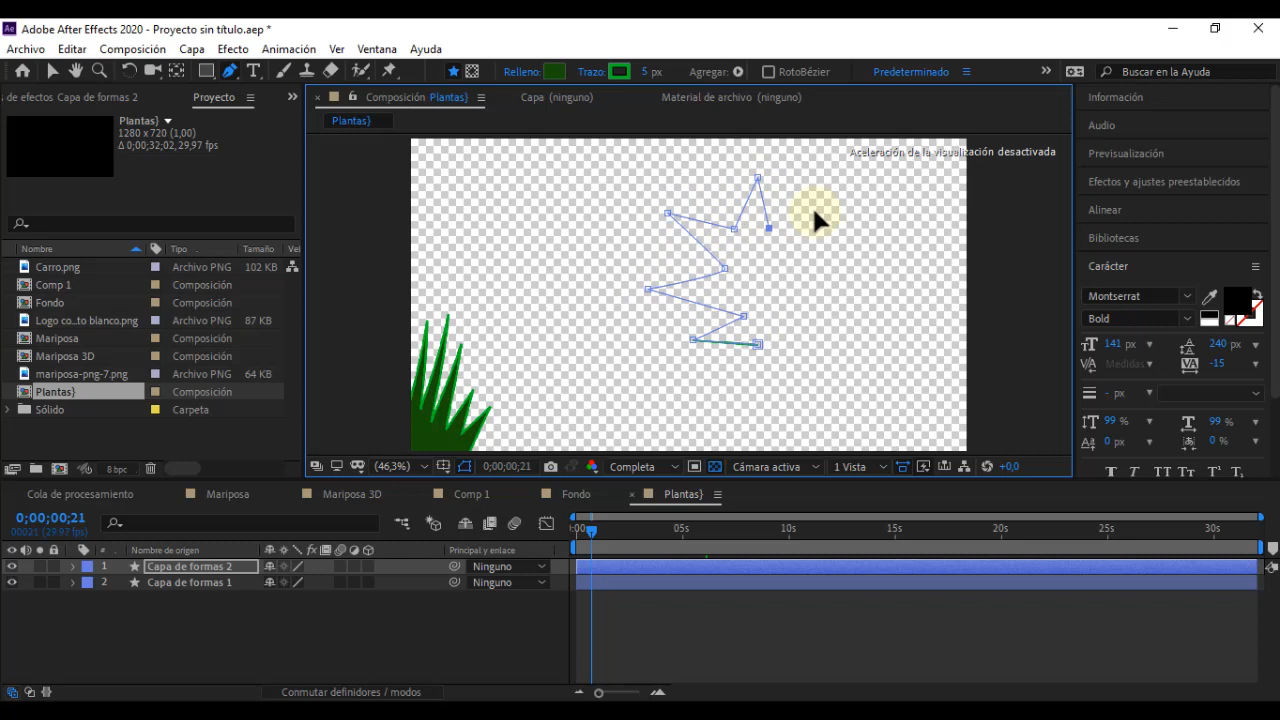 Ae Adobe After Effects 2020 - Proyecto sin título.aep *
Archivo Editar Composición Capa Efecto Animación Ver Ventana Ayuda
Relleno: Trazo: 5 px Agregar: RotoBézier Predeterminado Buscar en la Ayuda
s de efectos Capa de formas 2 Proyecto
Composición Plantas} Capa (ninguno) Material de archivo (ninguno)
Plantas}
Plantas}
1280 x 720 (1,00)
Δ 0;00;32;02, 29,97 fps
Aceleración de la visualización desactivada
Nombre Tipo Tamaño Vel
Carro.png Archivo PNG 102 KB
Comp 1 Composición
Fondo Composición
Logo co...to blanco.png Archivo PNG 87 KB
Mariposa Composición
Mariposa 3D Composición
mariposa-png-7.png Archivo PNG 64 KB
Plantas} Composición
Sólido Carpeta
8 bpc
(46,3%) 0;00;00;21 Completa Cámara activa 1 Vista +0,0
Información
Audio
Previsualización
Efectos y ajustes preestablecidos
Alinear
Bibliotecas
Carácter
Montserrat
Bold
141 px 240 px
Medidas -15
- px
99 % 99 %
0 px 0 %
T T TT Tr T¹ T₁
Cola de procesamiento Mariposa Mariposa 3D Comp 1 Fondo Plantas}
0;00;00;21
00021 (29.97 fps)
:00 05s 10s 15s 20s 25s 30s
# Nombre de origen fx Principal y enlace
1 Capa de formas 2 Ninguno
2 Capa de formas 1 Ninguno
Conmutar definidores / modos